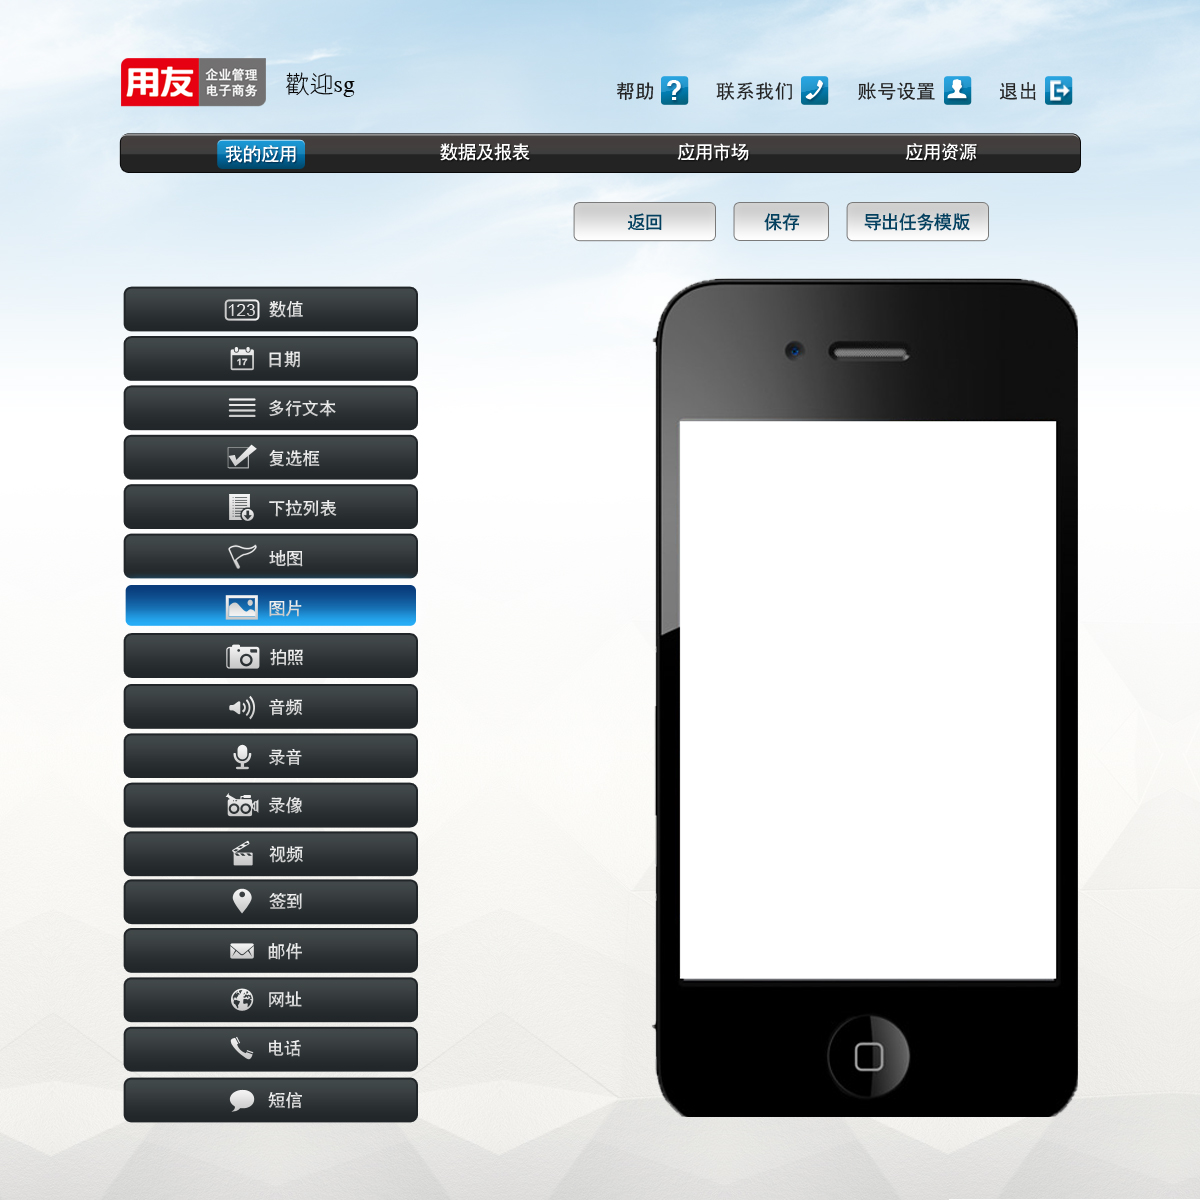 用友 企业管理
电子商务
歡迎sg
帮助 ? 联系我们 账号设置 退出
我的应用 数据及报表 应用市场 应用资源
返回 保存 导出任务模版
123 数值
17 日期
多行文本
复选框
下拉列表
地图
图片
拍照
音频
录音
录像
视频
签到
邮件
网址
电话
短信